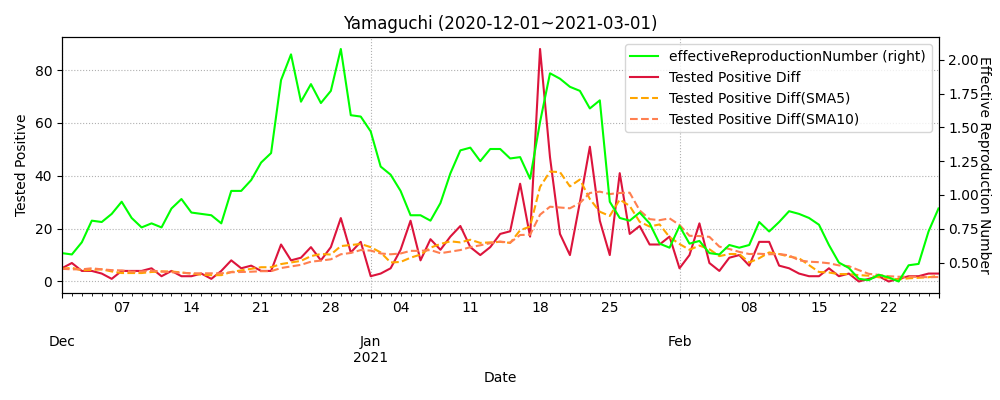 Yamaguchi (2020-12-01~2021-03-01)
effectiveReproductionNumber (right)
Tested Positive Diff
Tested Positive Diff(SMA5)
Tested Positive Diff(SMA10)
Tested Positive
80
60
40
20
0
Effective Reproduction Number
2.00
1.75
1.50
1.25
1.00
0.75
0.50
07 14 21 28 04 11 18 25 08 15 22
Dec Jan Feb
2021
Date